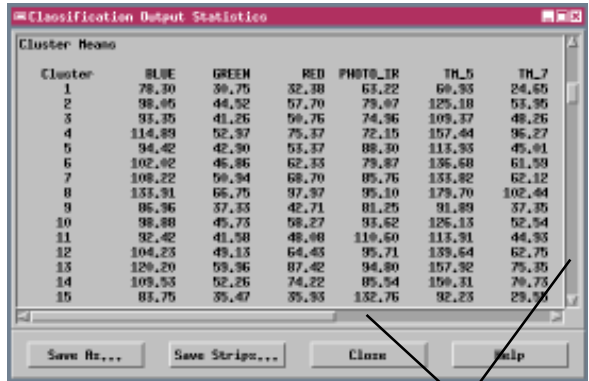 Classification Output Statistics
Cluster Means
Cluster BLUE GREEN RED PHOTO_IR TM_5 TM_7
1 78.30 30.75 32.38 63.22 60.93 24.65
2 98.05 44.52 57.70 79.07 125.18 53.95
3 93.35 41.26 50.76 74.96 109.37 48.26
4 114.89 52.97 75.37 72.15 157.44 96.27
5 94.42 42.90 53.37 88.30 113.93 45.01
6 102.02 46.86 62.33 79.87 136.68 61.59
7 108.22 50.94 68.70 85.76 133.82 62.12
8 133.91 66.75 97.97 95.10 179.70 102.44
9 86.96 37.33 42.71 81.25 91.89 37.35
10 98.88 45.73 58.27 93.62 126.13 52.54
11 92.42 41.58 48.08 110.60 113.91 44.93
12 104.23 49.13 64.43 95.71 139.64 62.75
13 120.20 59.96 87.42 94.80 157.92 75.35
14 109.53 52.26 74.22 85.54 150.31 70.73
15 83.75 35.47 35.93 132.76 92.23
Save As... Save Strips... Close Help